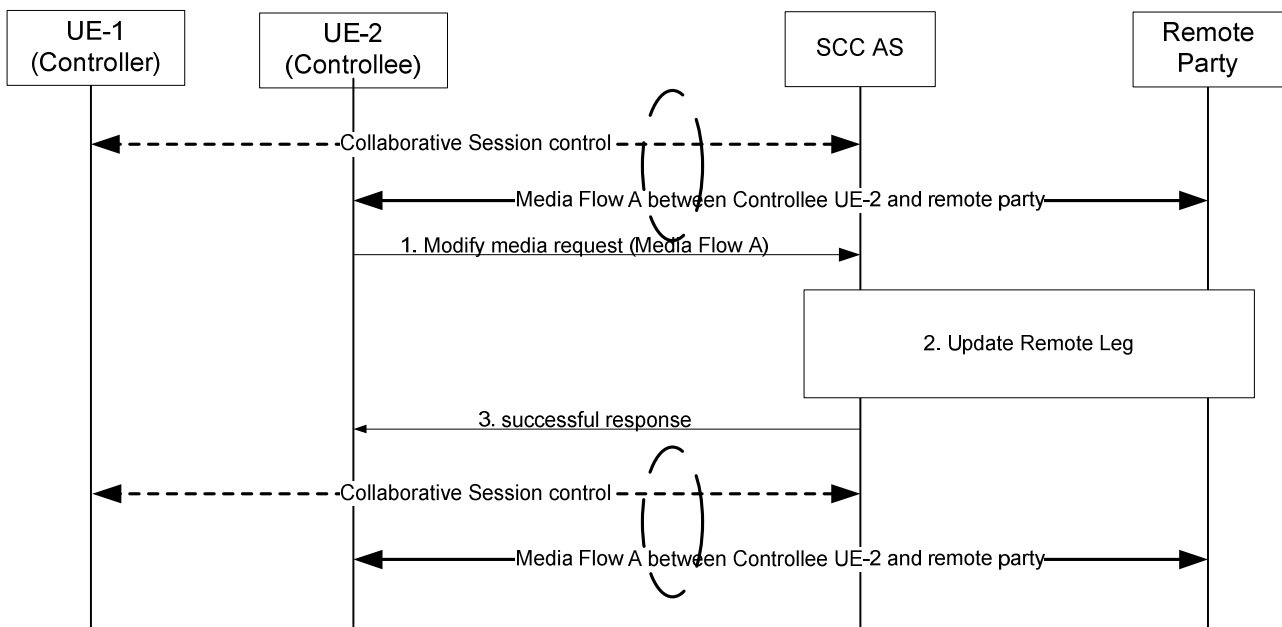 UE-1
(Controller)
UE-2
(Controllee)
SCC AS
Remote
Party
Collaborative Session control
Media Flow A between Controllee UE-2 and remote party
1. Modify media request (Media Flow A)
2. Update Remote Leg
3. successful response
Collaborative Session control
Media Flow A between Controllee UE-2 and remote party